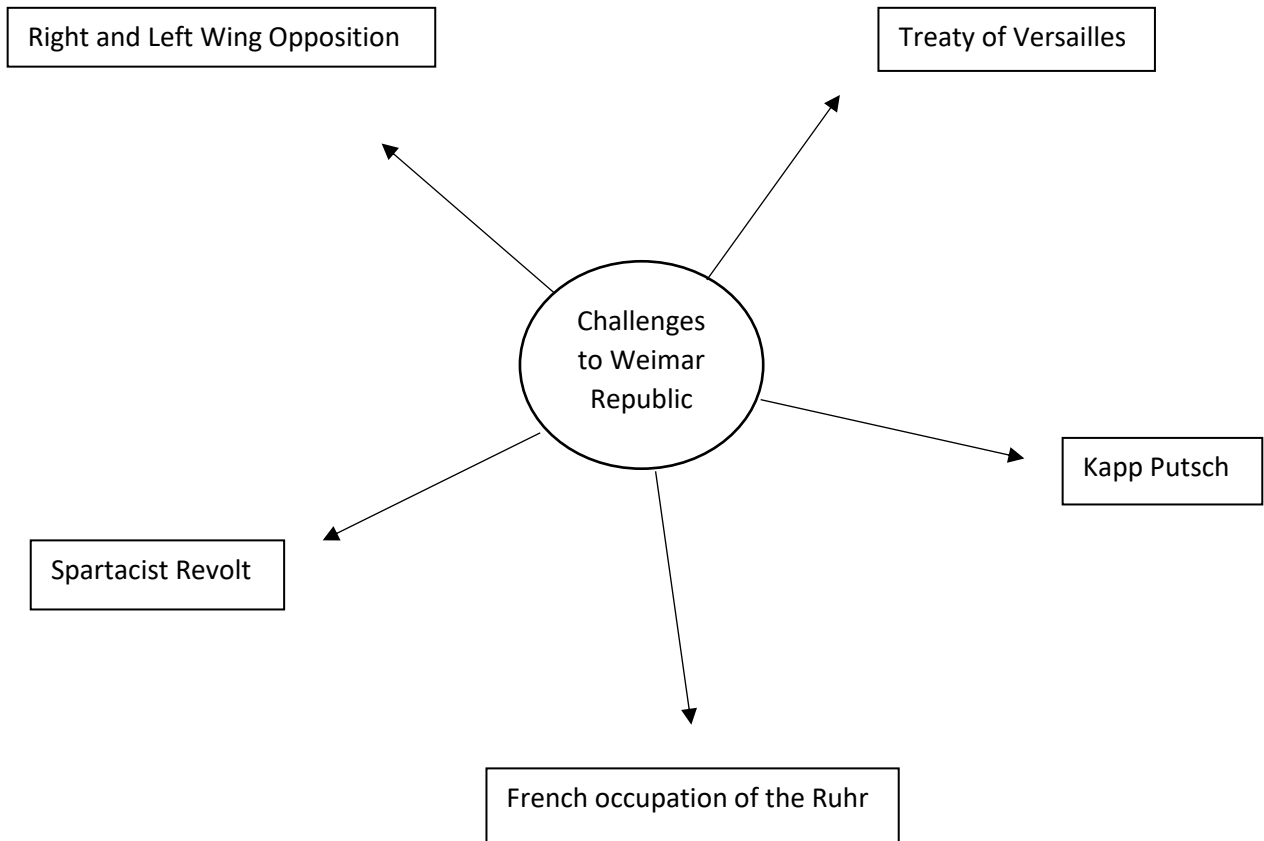 Right and Left Wing Opposition
Treaty of Versailles
Challenges
to Weimar
Republic
Kapp Putsch
Spartacist Revolt
French occupation of the Ruhr